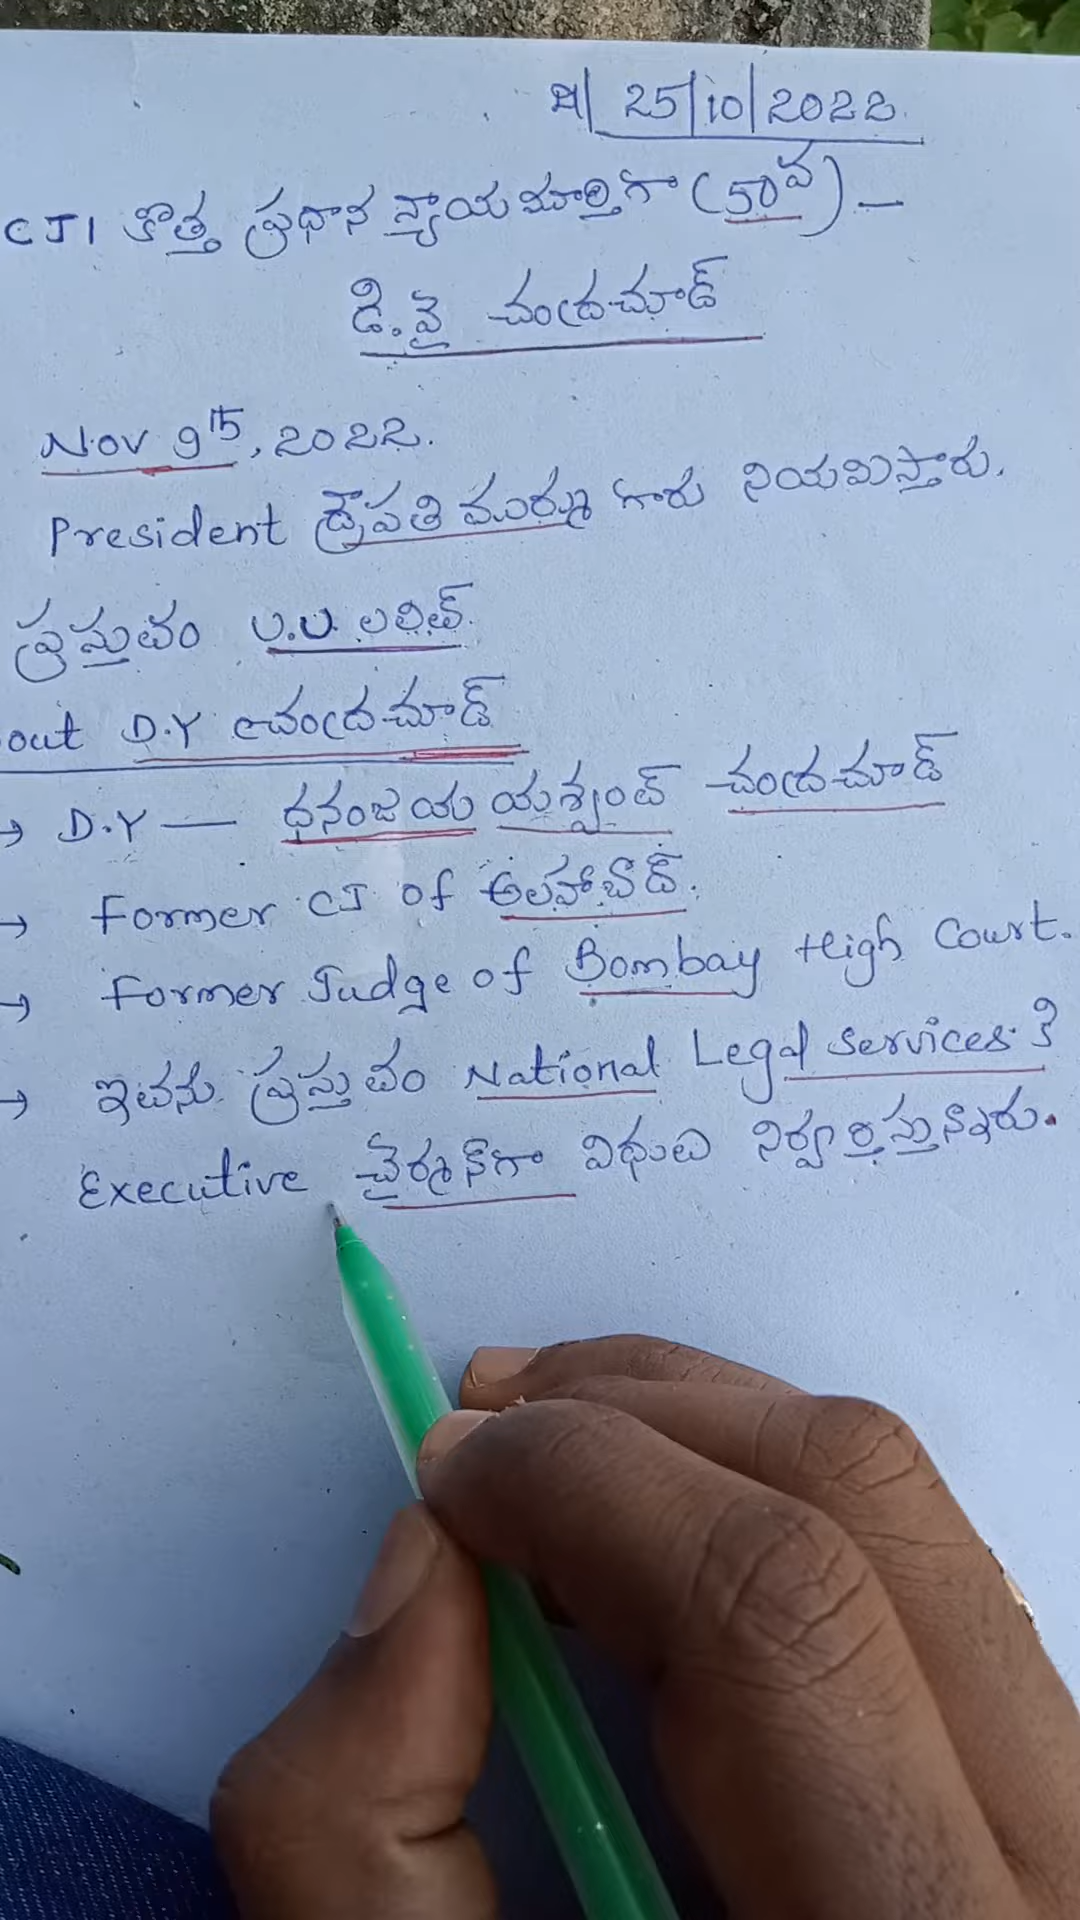 25/10/2022
CJI కొత్త ప్రధాన న్యాయమూర్తిగా (50వ) —
డి. వై చంద్రచూడ్
Nov 9th, 2022.
President ద్రౌపతి ముర్ము గారు నియమిస్తారు.
ప్రస్తుతం U.U. లలిత్
out D.Y చంద్రచూడ్
→ D.Y — ధనంజయ యశ్వంత్ చంద్రచూడ్
→ Former CJ of అలహాబాద్.
→ Former Judge of Bombay High Court.
→ ఇతను ప్రస్తుతం National Legal Services కి
Executive చైర్మన్‌గా విధులు నిర్వర్తిస్తున్నారు.